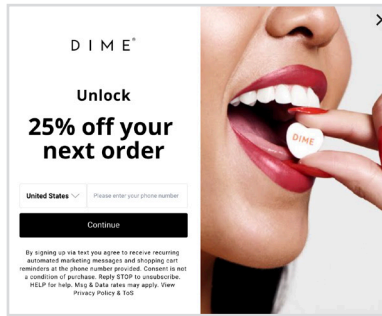 DIME®
Unlock
25% off your
next order
United States
Please enter your phone number
Continue
By signing up via text you agree to receive recurring
automated marketing messages and shopping cart
reminders at the phone number provided. Consent is not
a condition of purchase. Reply STOP to unsubscribe.
HELP for help. Msg & Data rates may apply. View
Privacy Policy & ToS
DIME